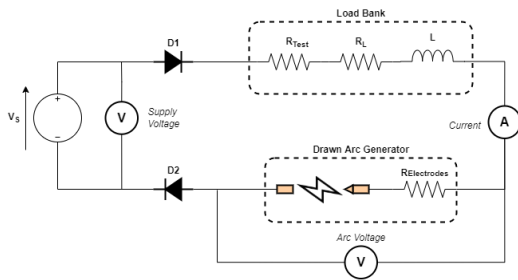 Load Bank
D1
R_Test
R_L
L
V_S
+
−
V
Supply
Voltage
Current
A
D2
Drawn Arc Generator
R_Electrodes
Arc Voltage
V